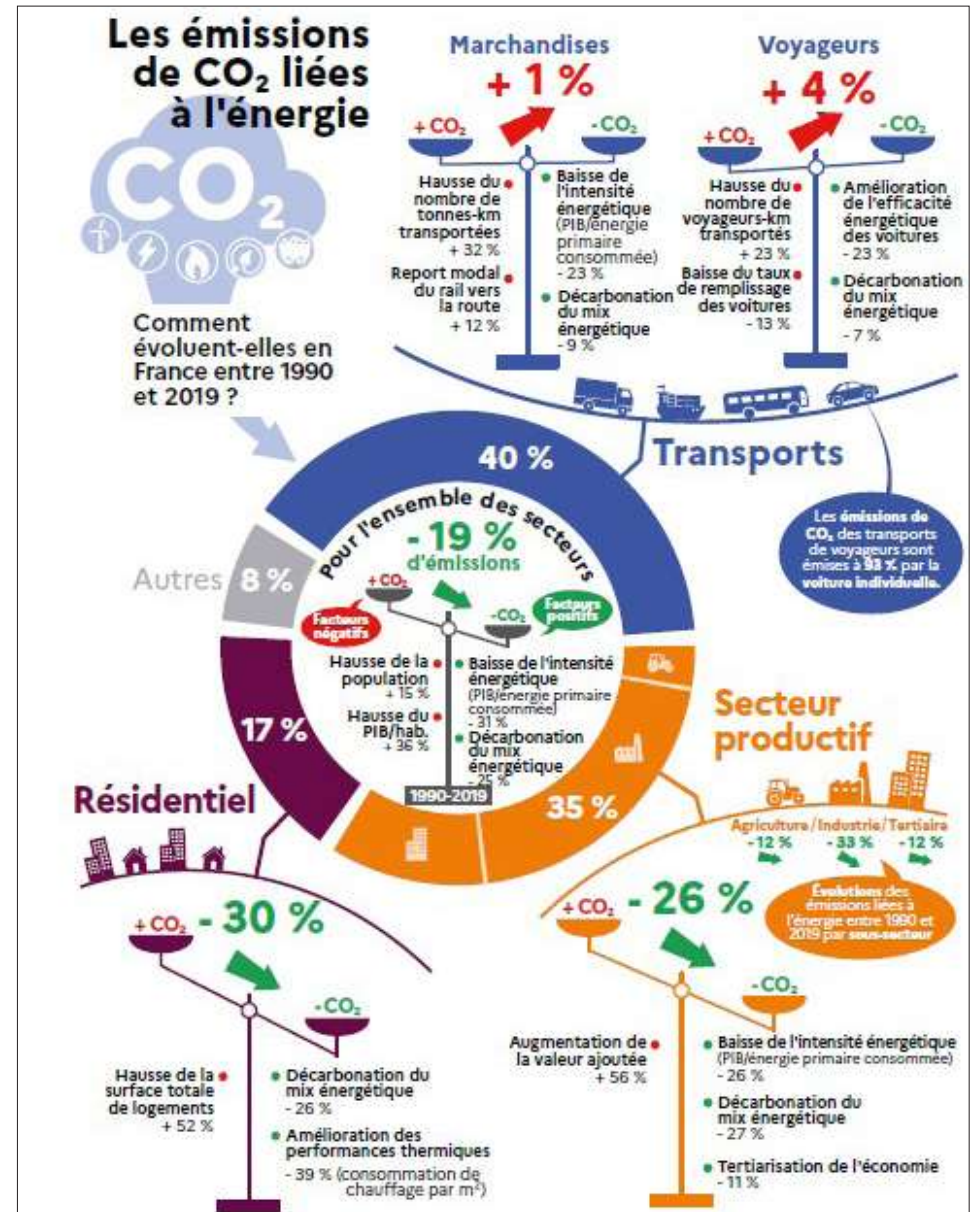 Les émissions
de CO₂ liées
à l'énergie
CO₂
Comment
évoluent-elles en
France entre 1990
et 2019 ?
Marchandises
+ 1 %
+ CO₂
- CO₂
Hausse du
nombre de
tonnes-km
transportées
+ 32 %
Report modal
du rail vers
la route
+ 12 %
Baisse de
l'intensité
énergétique
(PIB/énergie
primaire
consommée)
- 23 %
Décarbonation
du mix
énergétique
- 9 %
Voyageurs
+ 4 %
+ CO₂
- CO₂
Hausse du
nombre de
voyageurs-km
transportés
+ 23 %
Baisse du taux
de remplissage
des voitures
- 13 %
Amélioration
de l'efficacité
énergétique
des voitures
- 23 %
Décarbonation
du mix
énergétique
- 7 %
Transports
40 %
Les émissions de
CO₂ des transports
de voyageurs sont
émises à 93 % par la
voiture individuelle.
Autres 8 %
Pour l'ensemble des secteurs
- 19 %
d'émissions
+ CO₂
- CO₂
Facteurs
négatifs
Facteurs
positifs
Hausse de la
population
+ 15 %
Hausse du
PIB/hab.
+ 36 %
Baisse de l'intensité
énergétique
(PIB/énergie primaire
consommée)
- 31 %
Décarbonation
du mix
énergétique
- 25 %
1990-2019
17 %
35 %
Résidentiel
- 30 %
+ CO₂
- CO₂
Hausse de la
surface totale
de logements
+ 52 %
Décarbonation du
mix énergétique
- 26 %
Amélioration des
performances thermiques
- 39 % (consommation de
chauffage par m²)
Secteur
productif
Agriculture / Industrie / Tertiaire
- 12 % - 33 % - 12 %
Évolutions des
émissions liées à
l'énergie entre 1990 et
2019 par sous-secteur
- 26 %
+ CO₂
- CO₂
Augmentation de
la valeur ajoutée
+ 56 %
Baisse de l'intensité énergétique
(PIB/énergie primaire consommée)
- 26 %
Décarbonation du
mix énergétique
- 27 %
Tertiarisation de l'économie
- 11 %